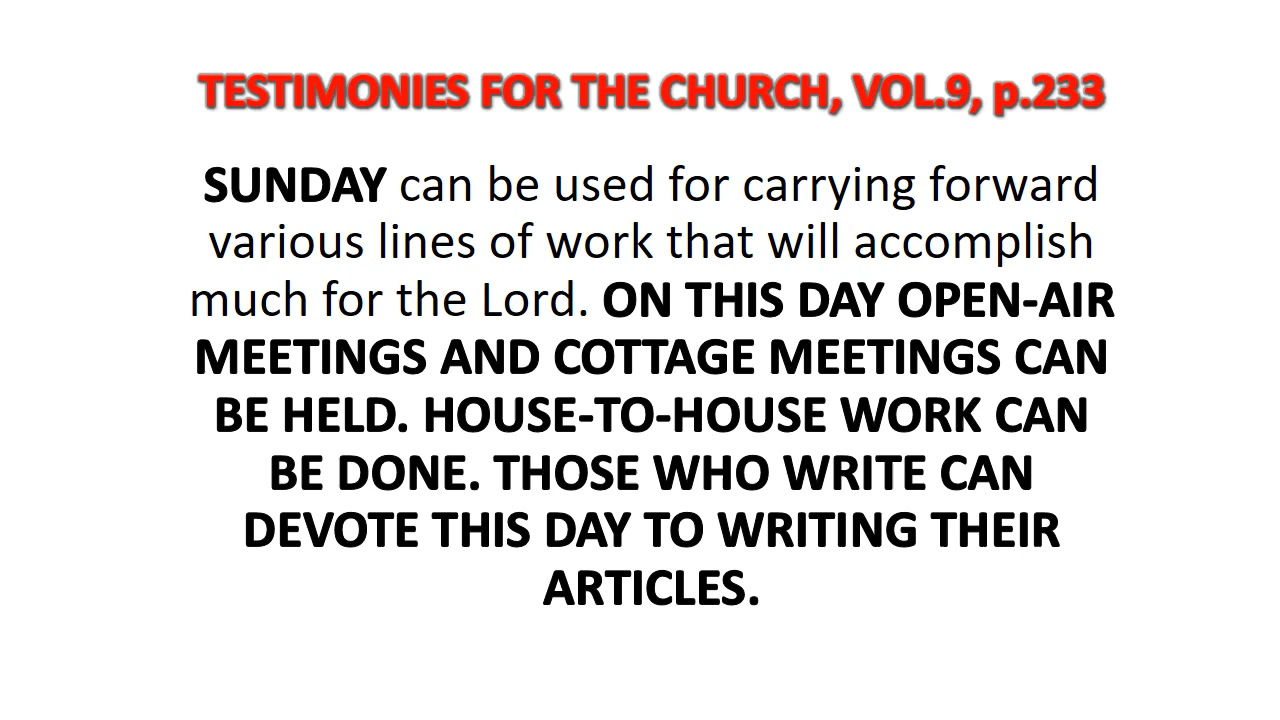 TESTIMONIES FOR THE CHURCH, VOL.9, p.233
SUNDAY can be used for carrying forward
various lines of work that will accomplish
much for the Lord. ON THIS DAY OPEN-AIR
MEETINGS AND COTTAGE MEETINGS CAN
BE HELD. HOUSE-TO-HOUSE WORK CAN
BE DONE. THOSE WHO WRITE CAN
DEVOTE THIS DAY TO WRITING THEIR
ARTICLES.